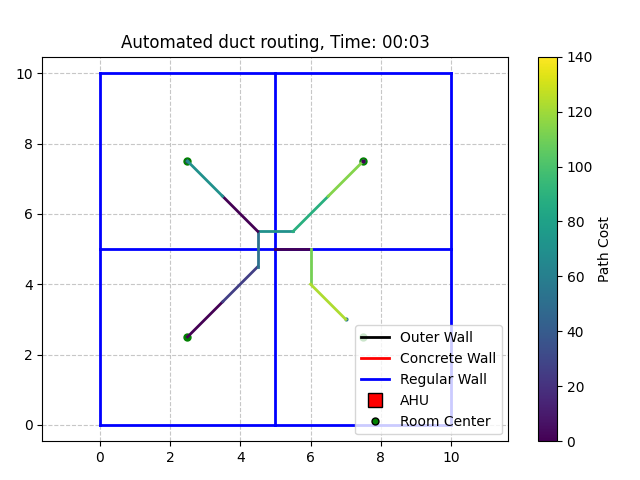 Automated duct routing, Time: 00:03
10
8
6
4
2
0
0
2
4
6
8
10
Outer Wall
Concrete Wall
Regular Wall
AHU
Room Center
140
120
100
80
60
40
20
0
Path Cost